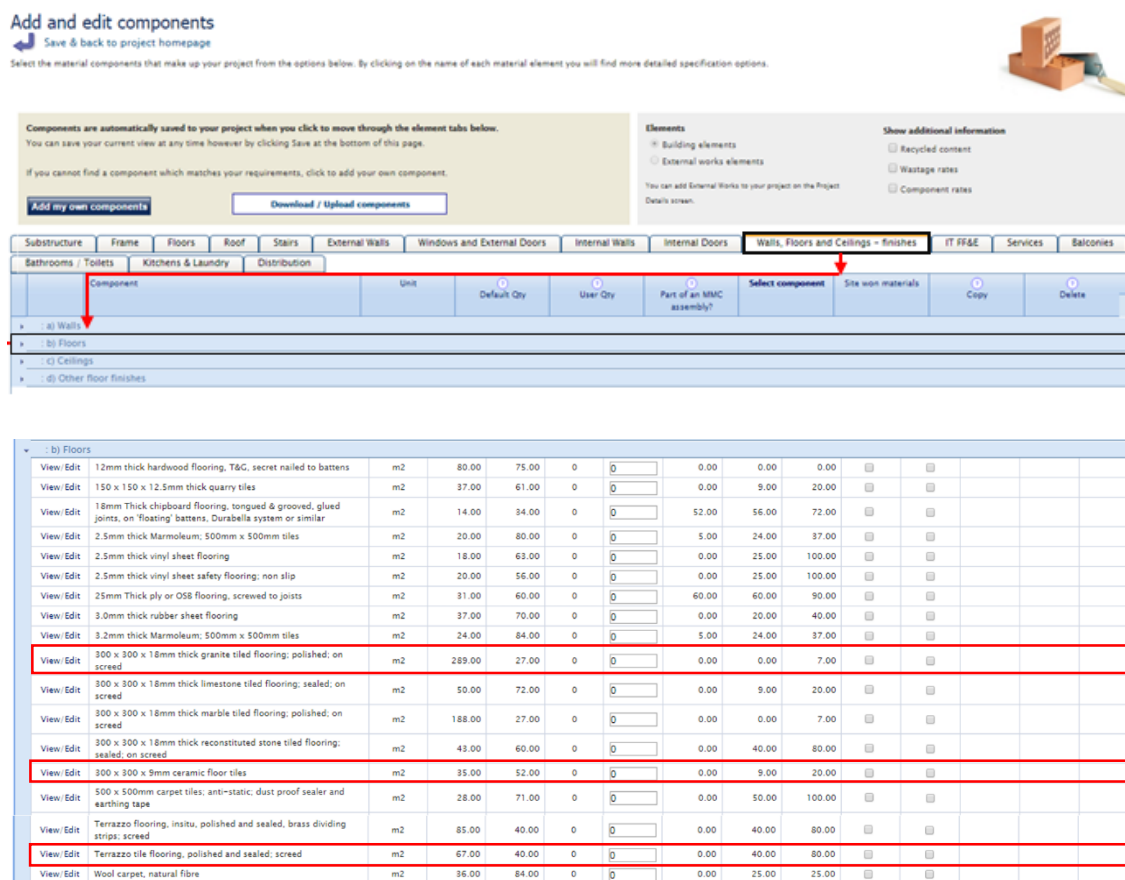 Add and edit components
Save & back to project homepage
Select the material components that make up your project from the options below. By clicking on the name of each material element you will find more detailed specification options.
Components are automatically saved to your project when you click to move through the element tabs below.
You can save your current view at any time however by clicking Save at the bottom of this page.
If you cannot find a component which matches your requirements, click to add your own component.
Add my own components
Download / Upload components
Elements
Building elements
External works elements
You can add External Works to your project on the Project
Details screen.
Show additional information
Recycled content
Wastage rates
Component rates
Substructure Frame Floors Roof Stairs External Walls Windows and External Doors Internal Walls Internal Doors Walls, Floors and Ceilings - finishes IT FF&E Services Balconies
Bathrooms / Toilets Kitchens & Laundry Distribution
Component Unit Default Qty User Qty Part of an MMC Select component Site won materials Copy Delete
assembly?
: a) Walls
: b) Floors
: c) Ceilings
: d) Other floor finishes
: b) Floors
View/Edit 12mm thick hardwood flooring, T&G, secret nailed to battens m2 80.00 75.00 0 0 0.00 0.00 0.00
View/Edit 150 x 150 x 12.5mm thick quarry tiles m2 37.00 61.00 0 0 0.00 9.00 20.00
18mm Thick chipboard flooring, tongued & grooved, glued
View/Edit joints, on 'floating' battens, Durabella system or similar m2 14.00 34.00 0 0 52.00 56.00 72.00
View/Edit 2.5mm thick Marmoleum; 500mm x 500mm tiles m2 20.00 80.00 0 0 5.00 24.00 37.00
View/Edit 2.5mm thick vinyl sheet flooring m2 18.00 63.00 0 0 0.00 25.00 100.00
View/Edit 2.5mm thick vinyl sheet safety flooring; non slip m2 20.00 56.00 0 0 0.00 25.00 100.00
View/Edit 25mm Thick ply or OSB flooring, screwed to joists m2 31.00 60.00 0 0 60.00 60.00 90.00
View/Edit 3.0mm thick rubber sheet flooring m2 37.00 70.00 0 0 0.00 20.00 40.00
View/Edit 3.2mm thick Marmoleum; 500mm x 500mm tiles m2 24.00 84.00 0 0 5.00 24.00 37.00
300 x 300 x 18mm thick granite tiled flooring; polished; on
View/Edit screed m2 289.00 27.00 0 0 0.00 0.00 7.00
300 x 300 x 18mm thick limestone tiled flooring; sealed; on
View/Edit screed m2 50.00 72.00 0 0 0.00 9.00 20.00
300 x 300 x 18mm thick marble tiled flooring; polished; on
View/Edit screed m2 188.00 27.00 0 0 0.00 0.00 7.00
300 x 300 x 18mm thick reconstituted stone tiled flooring;
View/Edit sealed; on screed m2 43.00 60.00 0 0 0.00 40.00 80.00
View/Edit 300 x 300 x 9mm ceramic floor tiles m2 35.00 52.00 0 0 0.00 9.00 20.00
500 x 500mm carpet tiles; anti-static; dust proof sealer and
View/Edit earthing tape m2 28.00 71.00 0 0 0.00 50.00 100.00
Terrazzo flooring, insitu, polished and sealed, brass dividing
View/Edit strips; screed m2 85.00 40.00 0 0 0.00 40.00 80.00
View/Edit Terrazzo tile flooring, polished and sealed; screed m2 67.00 40.00 0 0 0.00 40.00 80.00
View/Edit Wool carpet, natural fibre m2 36.00 84.00 0 0 0.00 25.00 25.00